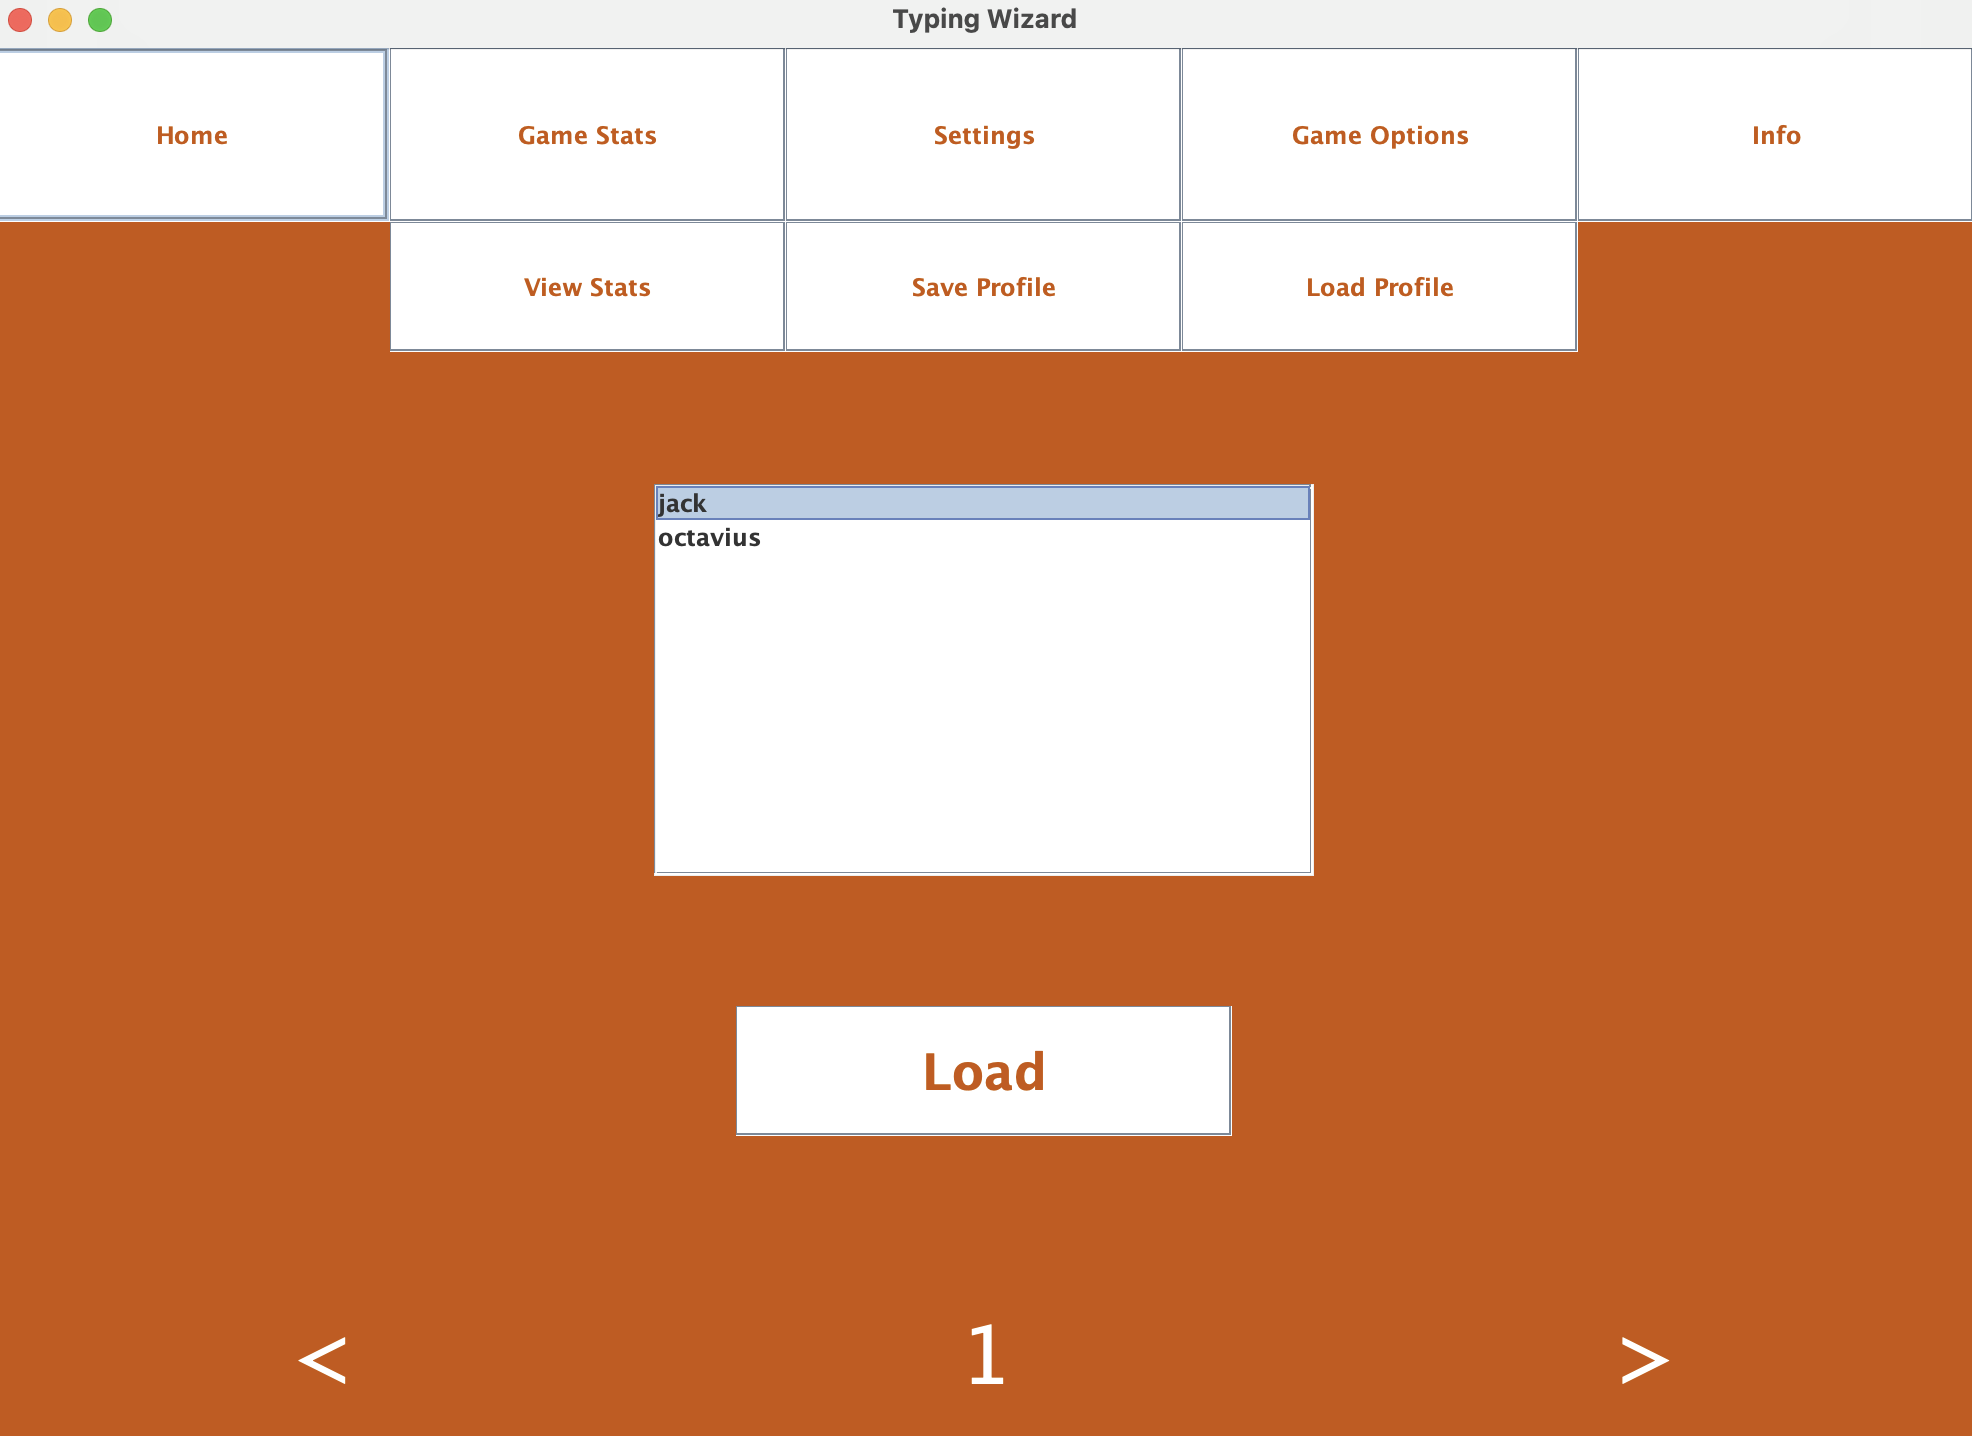 Typing Wizard
Home Game Stats Settings Game Options Info
View Stats Save Profile Load Profile
jack
octavius
Load
< 1 >